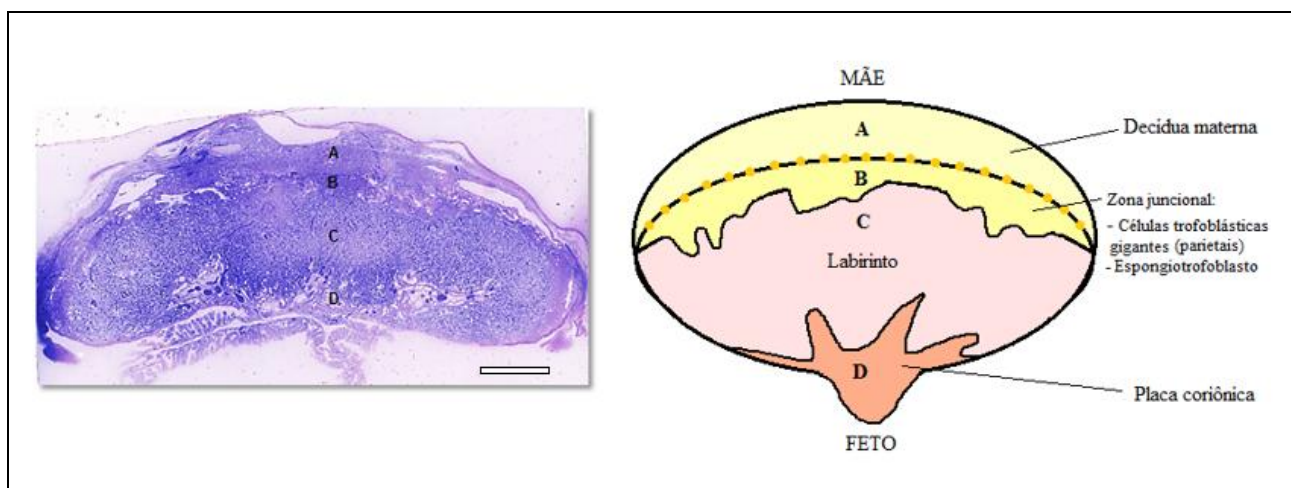 A
B
C
D
MÃE
A
Decídua materna
B
Zona juncional:
- Células trofoblásticas
gigantes (parietais)
- Espongiotrofoblasto
C
Labirinto
D
Placa coriônica
FETO